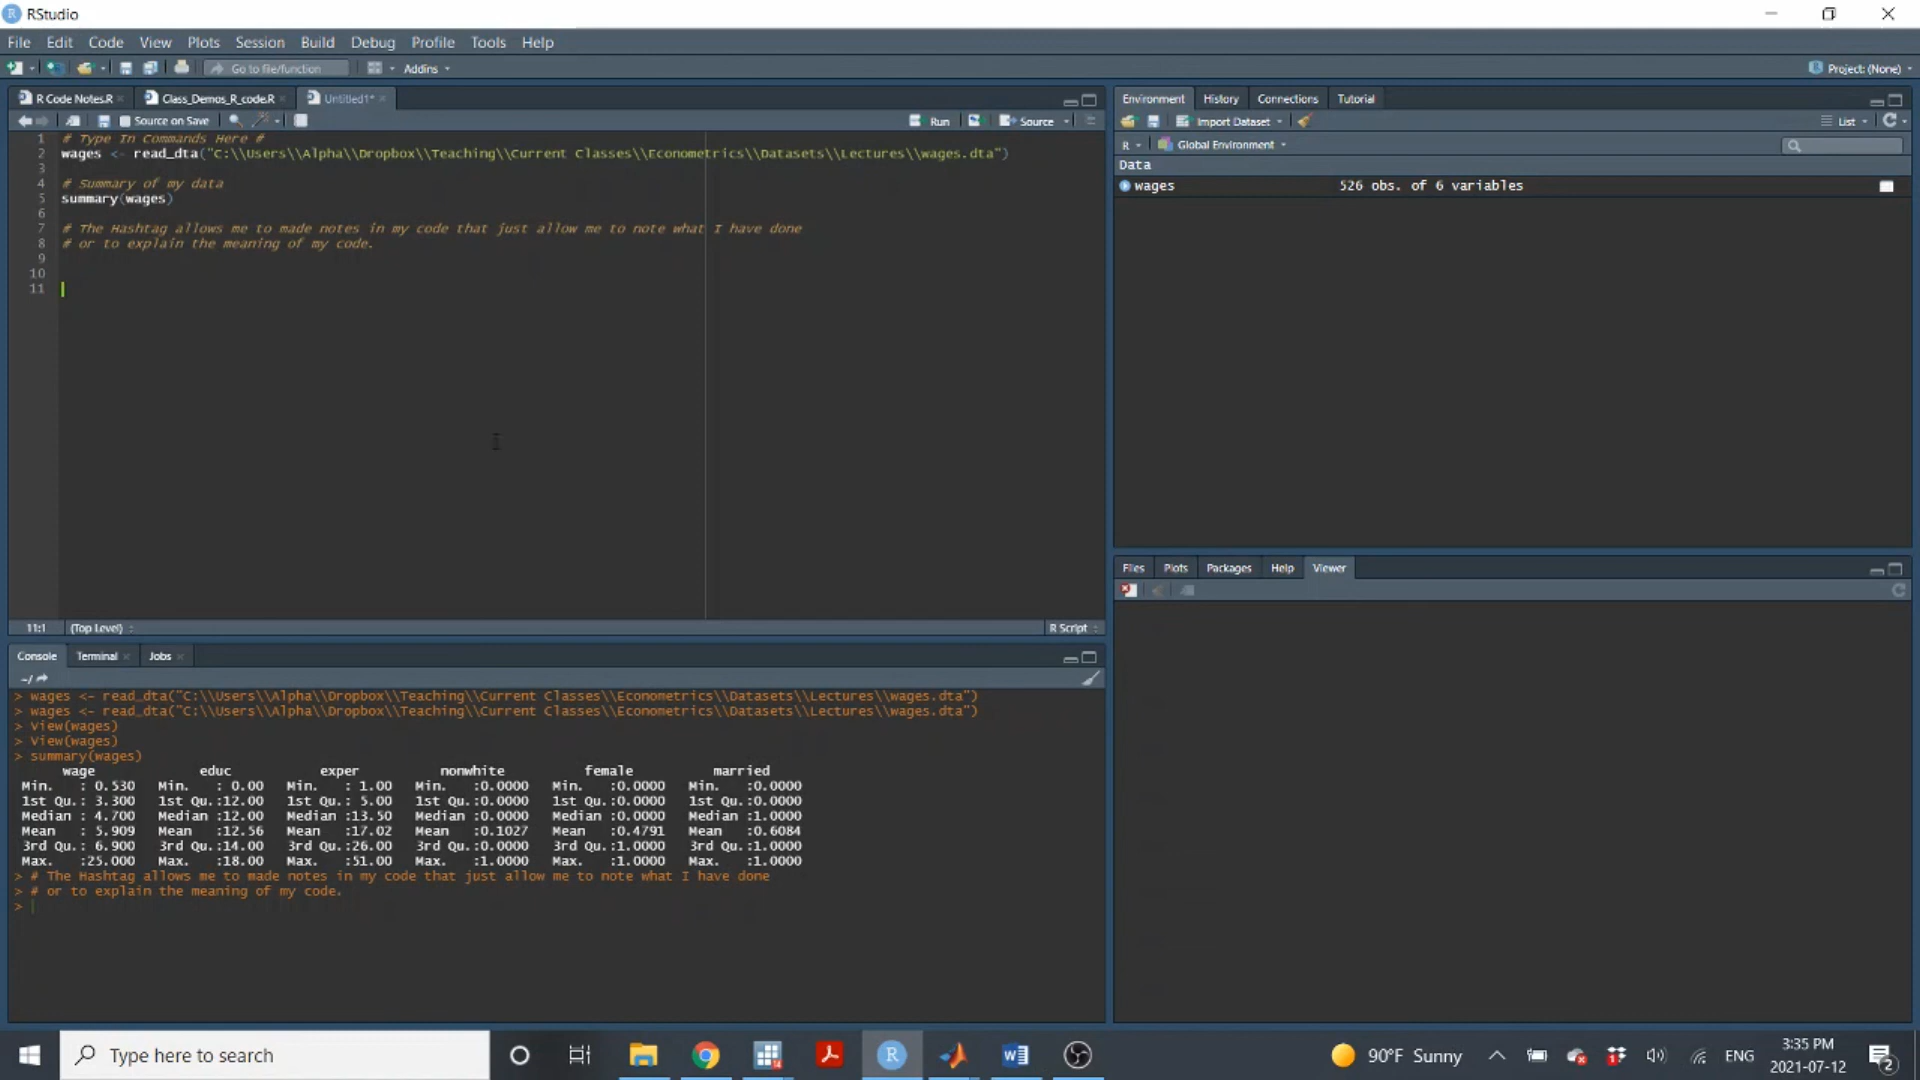 RStudio
File Edit Code View Plots Session Build Debug Profile Tools Help
Go to file/function Addins Project: (None)
R Code Notes.R Class_Demos_R_code.R Untitled1*
Source on Save Run Source
1 # Type In Commands Here #
2 wages <- read_dta("C:\\Users\\Alpha\\Dropbox\\Teaching\\Current Classes\\Econometrics\\Datasets\\Lectures\\wages.dta")
3
4 # Summary of my data
5 summary(wages)
6
7 # The Hashtag allows me to made notes in my code that just allow me to note what I have done
8 # or to explain the meaning of my code.
9
10
11
11:1 (Top Level) R Script
Console Terminal Jobs
~/
> wages <- read_dta("C:\\Users\\Alpha\\Dropbox\\Teaching\\Current Classes\\Econometrics\\Datasets\\Lectures\\wages.dta")
> wages <- read_dta("C:\\Users\\Alpha\\Dropbox\\Teaching\\Current Classes\\Econometrics\\Datasets\\Lectures\\wages.dta")
> View(wages)
> View(wages)
> summary(wages)
wage educ exper nonwhite female married
Min. : 0.530 Min. : 0.00 Min. : 1.00 Min. :0.0000 Min. :0.0000 Min. :0.0000
1st Qu.: 3.300 1st Qu.:12.00 1st Qu.: 5.00 1st Qu.:0.0000 1st Qu.:0.0000 1st Qu.:0.0000
Median : 4.700 Median :12.00 Median :13.50 Median :0.0000 Median :0.0000 Median :1.0000
Mean : 5.909 Mean :12.56 Mean :17.02 Mean :0.1027 Mean :0.4791 Mean :0.6084
3rd Qu.: 6.900 3rd Qu.:14.00 3rd Qu.:26.00 3rd Qu.:0.0000 3rd Qu.:1.0000 3rd Qu.:1.0000
Max. :25.000 Max. :18.00 Max. :51.00 Max. :1.0000 Max. :1.0000 Max. :1.0000
> # The Hashtag allows me to made notes in my code that just allow me to note what I have done
> # or to explain the meaning of my code.
>
Environment History Connections Tutorial
Import Dataset List
R Global Environment
Data
wages 526 obs. of 6 variables
Files Plots Packages Help Viewer
Type here to search
90°F Sunny ENG
3:35 PM
2021-07-12
2